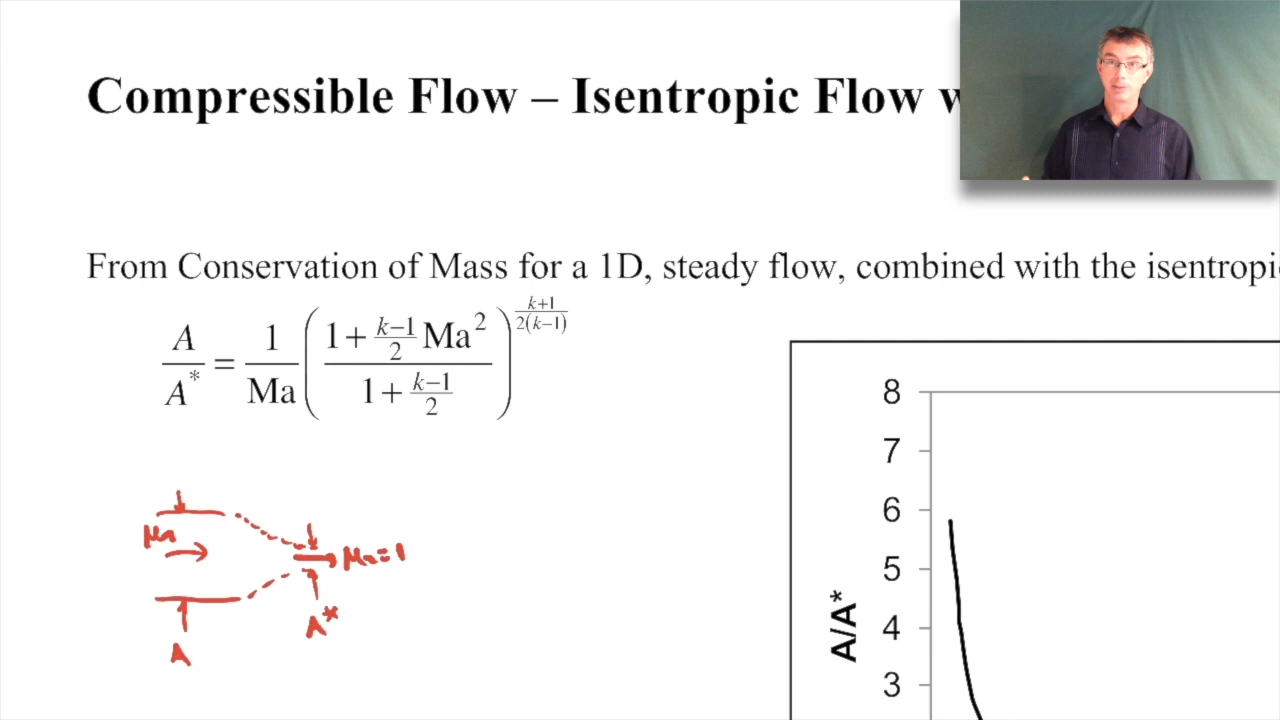 Compressible Flow – Isentropic Flow w
From Conservation of Mass for a 1D, steady flow, combined with the isentropi
A/A* = 1/Ma ( (1 + (k−1)/2 Ma²) / (1 + (k−1)/2) )^((k+1)/(2(k−1)))
8
7
6
5
4
3
A/A*
Ma
Ma=1
A*
A